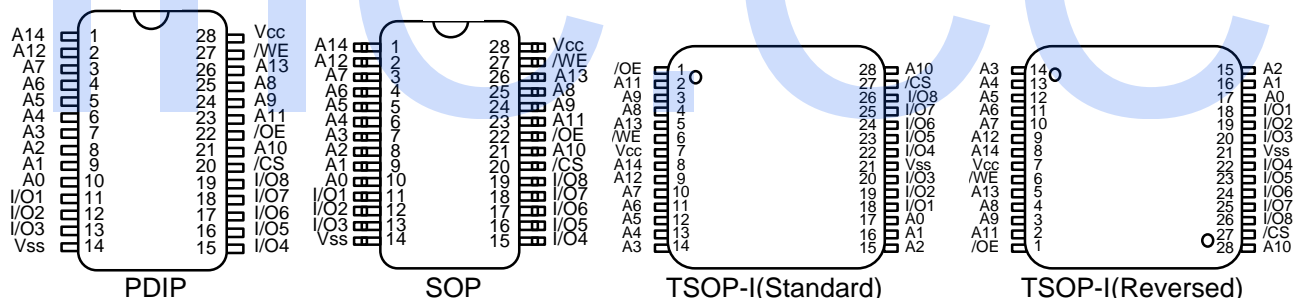 A14 1 28 Vcc
A12 2 27 /WE
A7 3 26 A13
A6 4 25 A8
A5 5 24 A9
A4 6 23 A11
A3 7 22 /OE
A2 8 21 A10
A1 9 20 /CS
A0 10 19 I/O8
I/O1 11 18 I/O7
I/O2 12 17 I/O6
I/O3 13 16 I/O5
Vss 14 15 I/O4
PDIP
A14 1 28 Vcc
A12 2 27 /WE
A7 3 26 A13
A6 4 25 A8
A5 5 24 A9
A4 6 23 A11
A3 7 22 /OE
A2 8 21 A10
A1 9 20 /CS
A0 10 19 I/O8
I/O1 11 18 I/O7
I/O2 12 17 I/O6
I/O3 13 16 I/O5
Vss 14 15 I/O4
SOP
/OE 1 28 A10
A11 2 27 /CS
A9 3 26 I/O8
A8 4 25 I/O7
A13 5 24 I/O6
/WE 6 23 I/O5
Vcc 7 22 I/O4
A14 8 21 Vss
A12 9 20 I/O3
A7 10 19 I/O2
A6 11 18 I/O1
A5 12 17 A0
A4 13 16 A1
A3 14 15 A2
TSOP-I(Standard)
A3 14 15 A2
A4 13 16 A1
A5 12 17 A0
A6 11 18 I/O1
A7 10 19 I/O2
A12 9 20 I/O3
A14 8 21 Vss
Vcc 7 22 I/O4
/WE 6 23 I/O5
A13 5 24 I/O6
A8 4 25 I/O7
A9 3 26 I/O8
A11 2 27 /CS
/OE 1 28 A10
TSOP-I(Reversed)